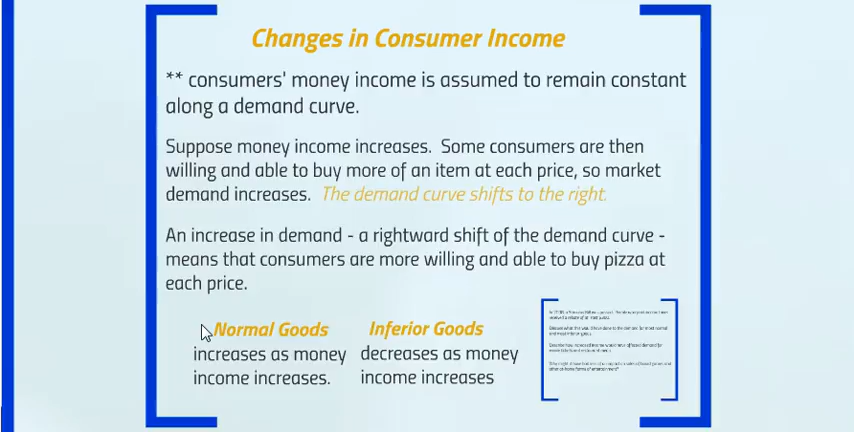 Changes in Consumer Income
** consumers' money income is assumed to remain constant
along a demand curve.
Suppose money income increases. Some consumers are then
willing and able to buy more of an item at each price, so market
demand increases. The demand curve shifts to the right.
An increase in demand - a rightward shift of the demand curve -
means that consumers are more willing and able to buy pizza at
each price.
Normal Goods
increases as money
income increases.
Inferior Goods
decreases as money
income increases